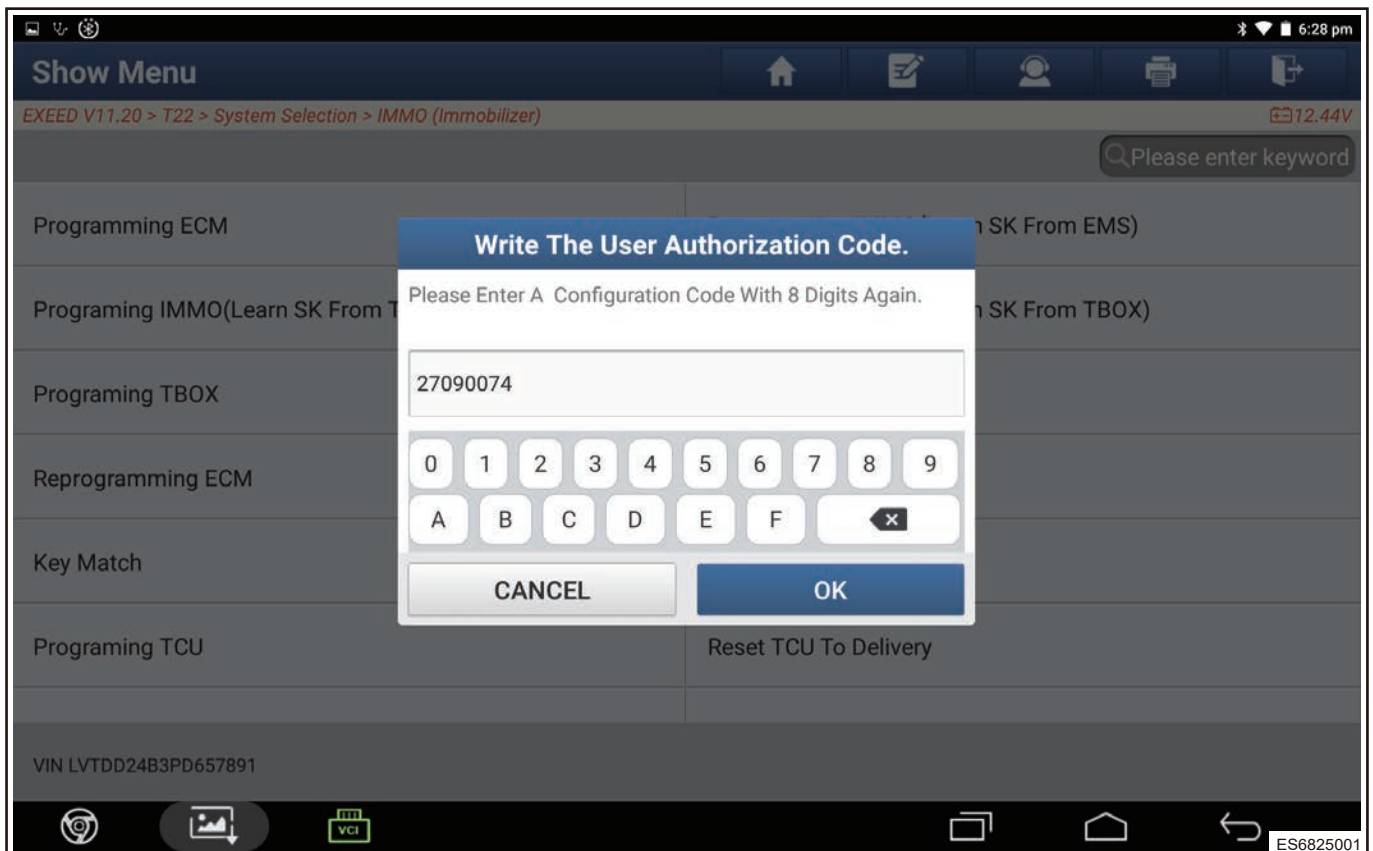 6:28 pm
Show Menu
EXEED V11.20 > T22 > System Selection > IMMO (Immobilizer) 12.44V
Please enter keyword
Programming ECM
n SK From EMS)
Programing IMMO(Learn SK From T
n SK From TBOX)
Programing TBOX
Reprogramming ECM
Key Match
Programing TCU
Reset TCU To Delivery
Write The User Authorization Code.
Please Enter A Configuration Code With 8 Digits Again.
27090074
0 1 2 3 4 5 6 7 8 9
A B C D E F
CANCEL OK
VIN LVTDD24B3PD657891
VCI
ES6825001